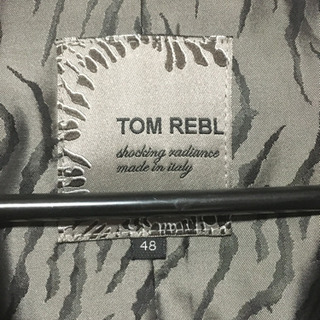 TOM REBL
shocking radiance
made in italy
48